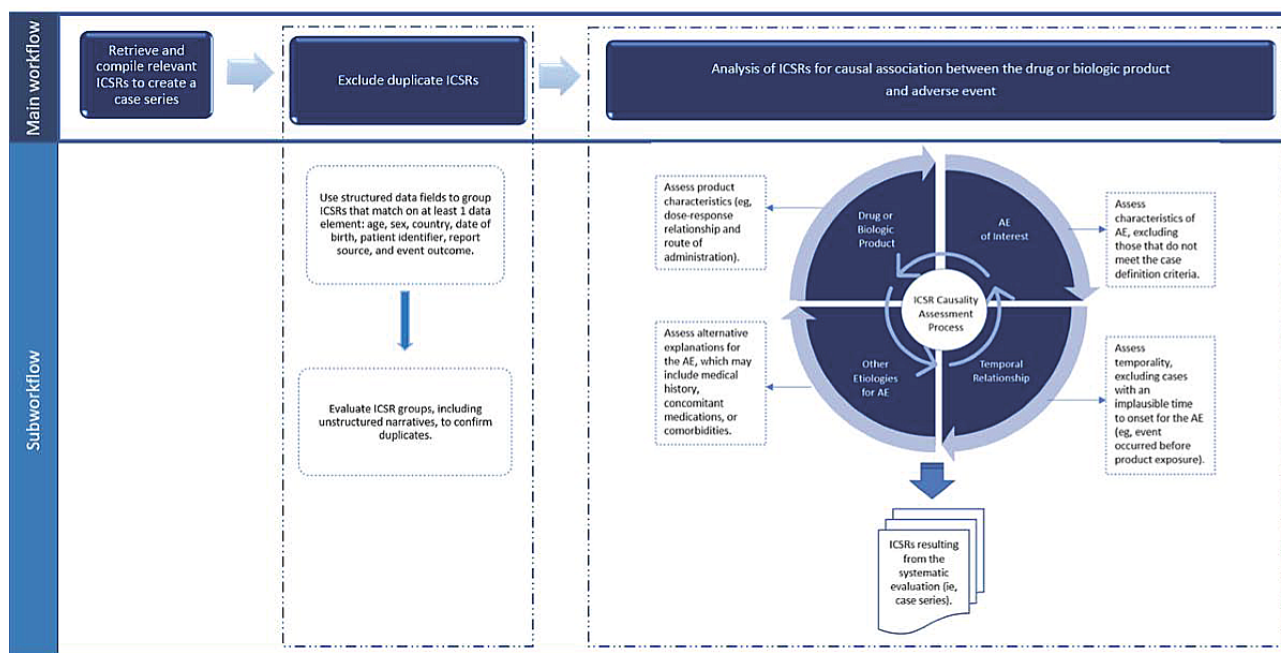 Main workflow
Retrieve and
compile relevant
ICSRs to create a
case series
Exclude duplicate ICSRs
Analysis of ICSRs for causal association between the drug or biologic product
and adverse event
Subworkflow
Use structured data fields to group
ICSRs that match on at least 1 data
element: age, sex, country, date of
birth, patient identifier, report
source, and event outcome.
Evaluate ICSR groups, including
unstructured narratives, to confirm
duplicates.
Assess product
characteristics (eg,
dose-response
relationship and
route of
administration).
Drug or
Biologic
Product
AE
of Interest
Assess
characteristics of
AE, excluding
those that do not
meet the case
definition criteria.
ICSR Causality
Assessment
Process
Assess alternative
explanations for
the AE, which may
include medical
history,
concomitant
medications, or
comorbidities.
Other
Etiologies
for AE
Temporal
Relationship
Assess
temporality,
excluding cases
with an
implausible time
to onset for the AE
(eg, event
occurred before
product exposure).
ICSRs resulting
from the
systematic
evaluation (ie,
case series).